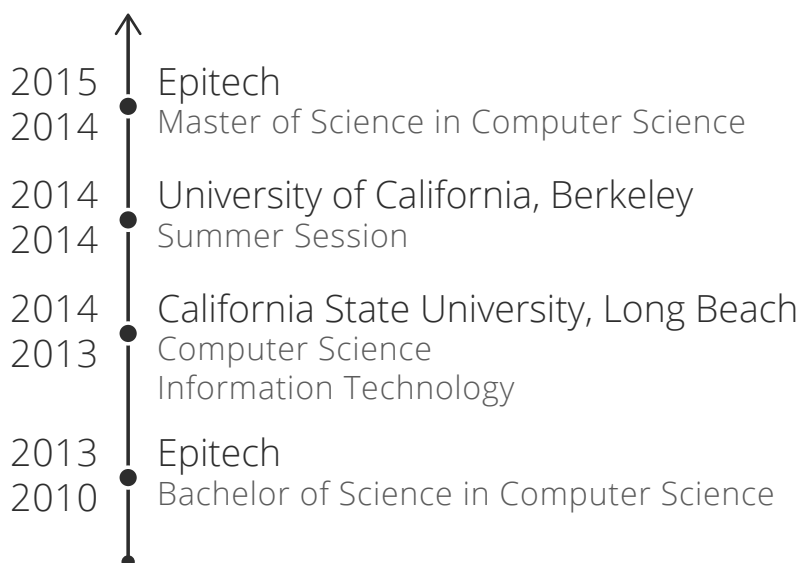 2015 Epitech
2014 Master of Science in Computer Science
2014 University of California, Berkeley
2014 Summer Session
2014 California State University, Long Beach
2013 Computer Science
Information Technology
2013 Epitech
2010 Bachelor of Science in Computer Science